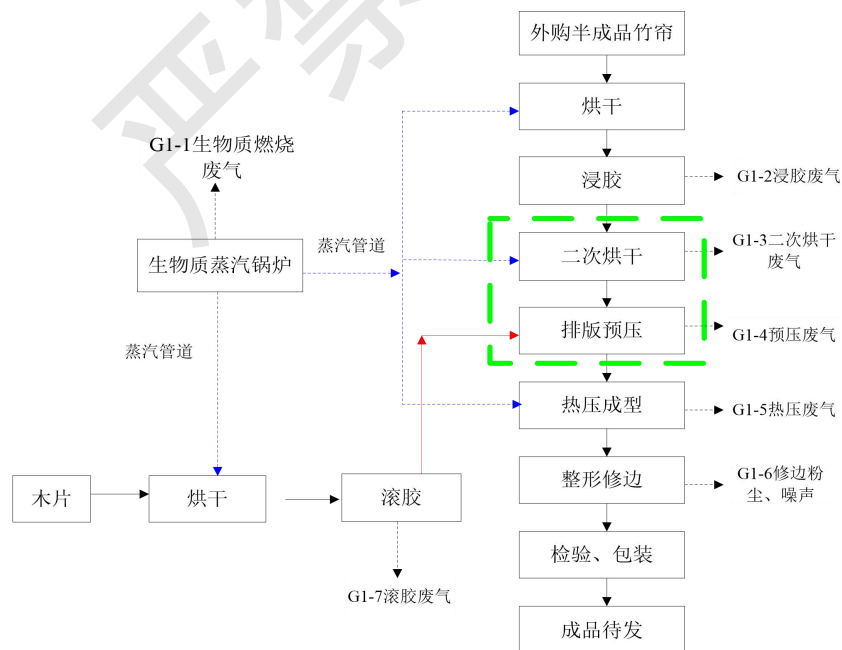 外购半成品竹帘
烘干
G1-1生物质燃烧
废气
浸胶
G1-2浸胶废气
生物质蒸汽锅炉
蒸汽管道
二次烘干
G1-3二次烘干
废气
蒸汽管道
排版预压
G1-4预压废气
热压成型
G1-5热压废气
木片
烘干
滚胶
整形修边
G1-6修边粉
尘、噪声
检验、包装
G1-7滚胶废气
成品待发
严禁